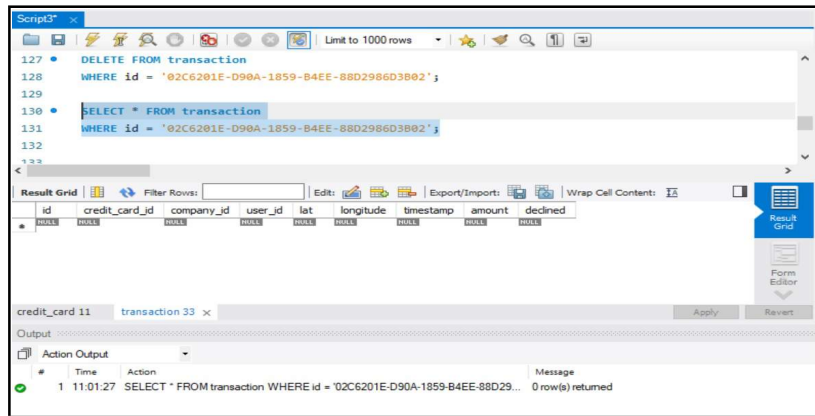 Script3* ×
Limit to 1000 rows
127 DELETE FROM transaction
128 WHERE id = '02C6201E-D90A-1859-B4EE-88D2986D3B02';
129
130 SELECT * FROM transaction
131 WHERE id = '02C6201E-D90A-1859-B4EE-88D2986D3B02';
132
133
Result Grid Filter Rows: Edit: Export/Import: Wrap Cell Content: IA
id credit_card_id company_id user_id lat longitude timestamp amount declined
NULL NULL NULL NULL NULL NULL NULL NULL NULL
Result Grid
Form Editor
credit_card 11 transaction 33 × Apply Revert
Output
Action Output
# Time Action Message
1 11:01:27 SELECT * FROM transaction WHERE id = '02C6201E-D90A-1859-B4EE-88D29... 0 row(s) returned